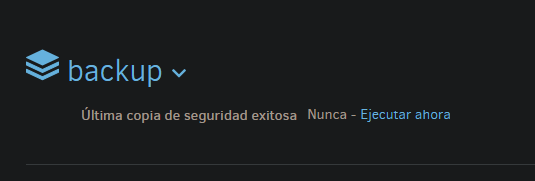 backup
Última copia de seguridad exitosa Nunca - Ejecutar ahora